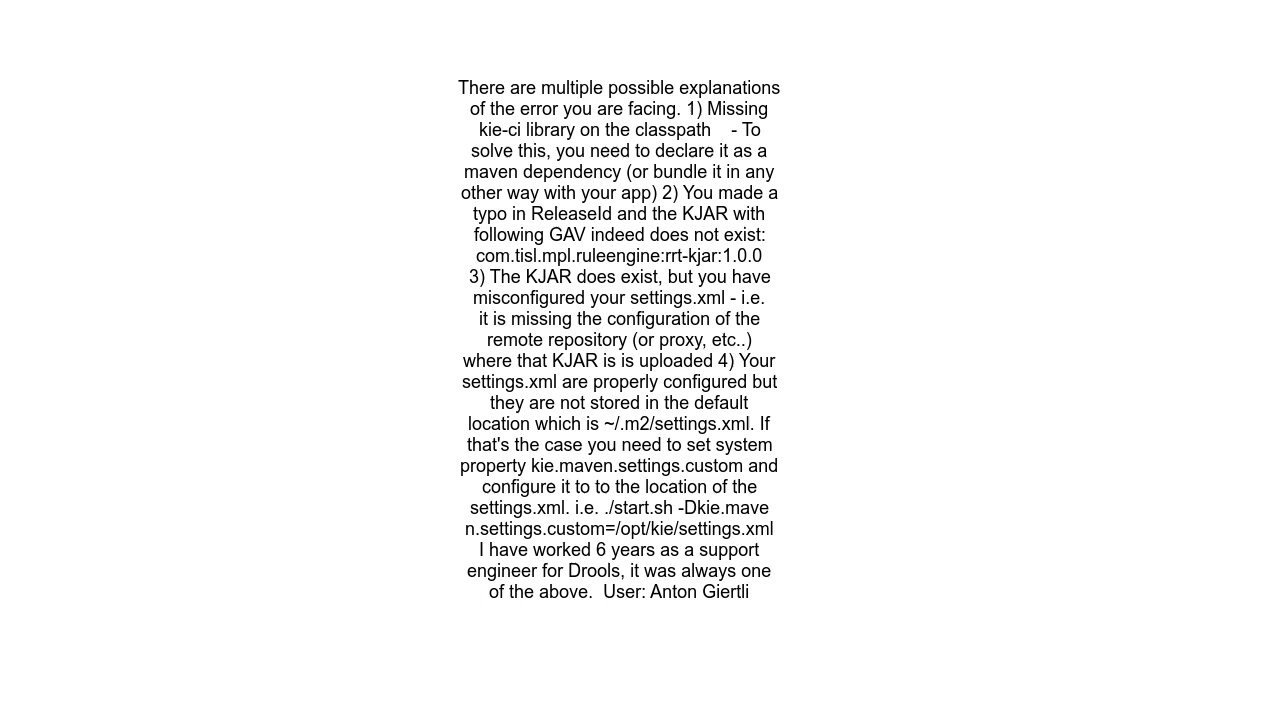 There are multiple possible explanations
of the error you are facing. 1) Missing
kie-ci library on the classpath    - To
solve this, you need to declare it as a
maven dependency (or bundle it in any
other way with your app) 2) You made a
typo in ReleaseId and the KJAR with
following GAV indeed does not exist:
com.tisl.mpl.ruleengine:rrt-kjar:1.0.0
3) The KJAR does exist, but you have
misconfigured your settings.xml - i.e.
it is missing the configuration of the
remote repository (or proxy, etc..)
where that KJAR is is uploaded 4) Your
settings.xml are properly configured but
they are not stored in the default
location which is ~/.m2/settings.xml. If
that's the case you need to set system
property kie.maven.settings.custom and
configure it to to the location of the
settings.xml. i.e. ./start.sh -Dkie.mave
n.settings.custom=/opt/kie/settings.xml
I have worked 6 years as a support
engineer for Drools, it was always one
of the above.  User: Anton Giertli